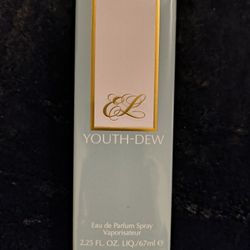 EL
YOUTH-DEW
Eau de Parfum Spray
Vaporisateur
2.25 FL. OZ. LIQ./67ml ℮